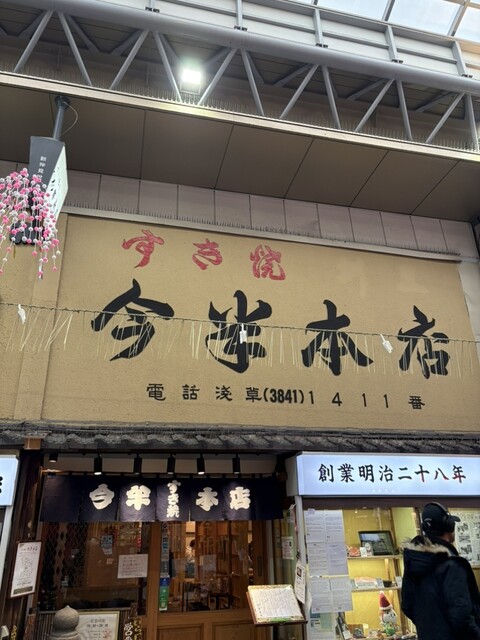 すき焼
今半本店
電話浅草(3841)1411番
創業明治二十八年
今半すき焼本店